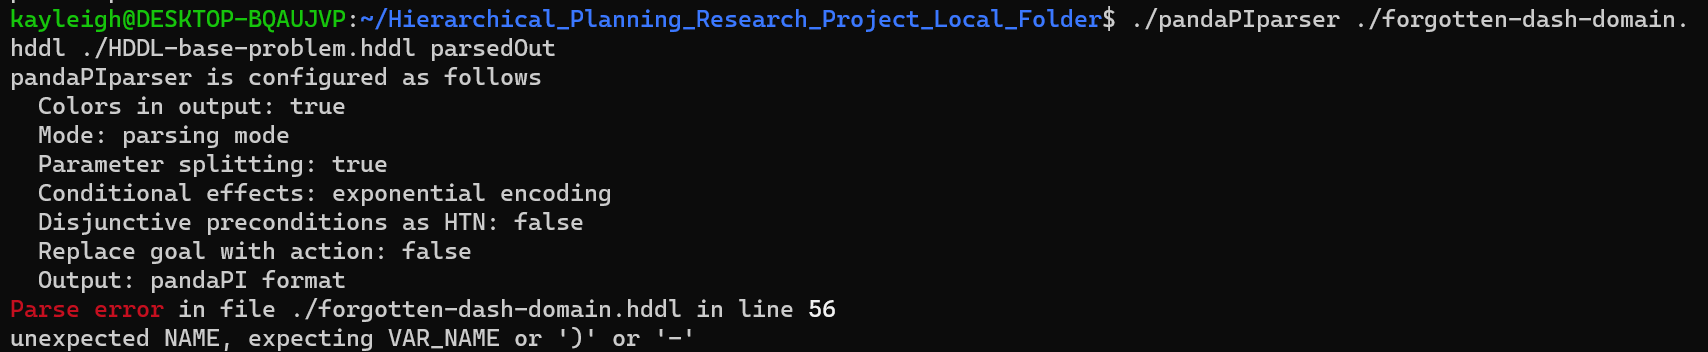 kayleigh@DESKTOP-BQAUJVP:~/Hierarchical_Planning_Research_Project_Local_Folder$ ./pandaPIparser ./forgotten-dash-domain.
hddl ./HDDL-base-problem.hddl parsedOut
pandaPIparser is configured as follows
  Colors in output: true
  Mode: parsing mode
  Parameter splitting: true
  Conditional effects: exponential encoding
  Disjunctive preconditions as HTN: false
  Replace goal with action: false
  Output: pandaPI format
Parse error in file ./forgotten-dash-domain.hddl in line 56
unexpected NAME, expecting VAR_NAME or ')' or '-'